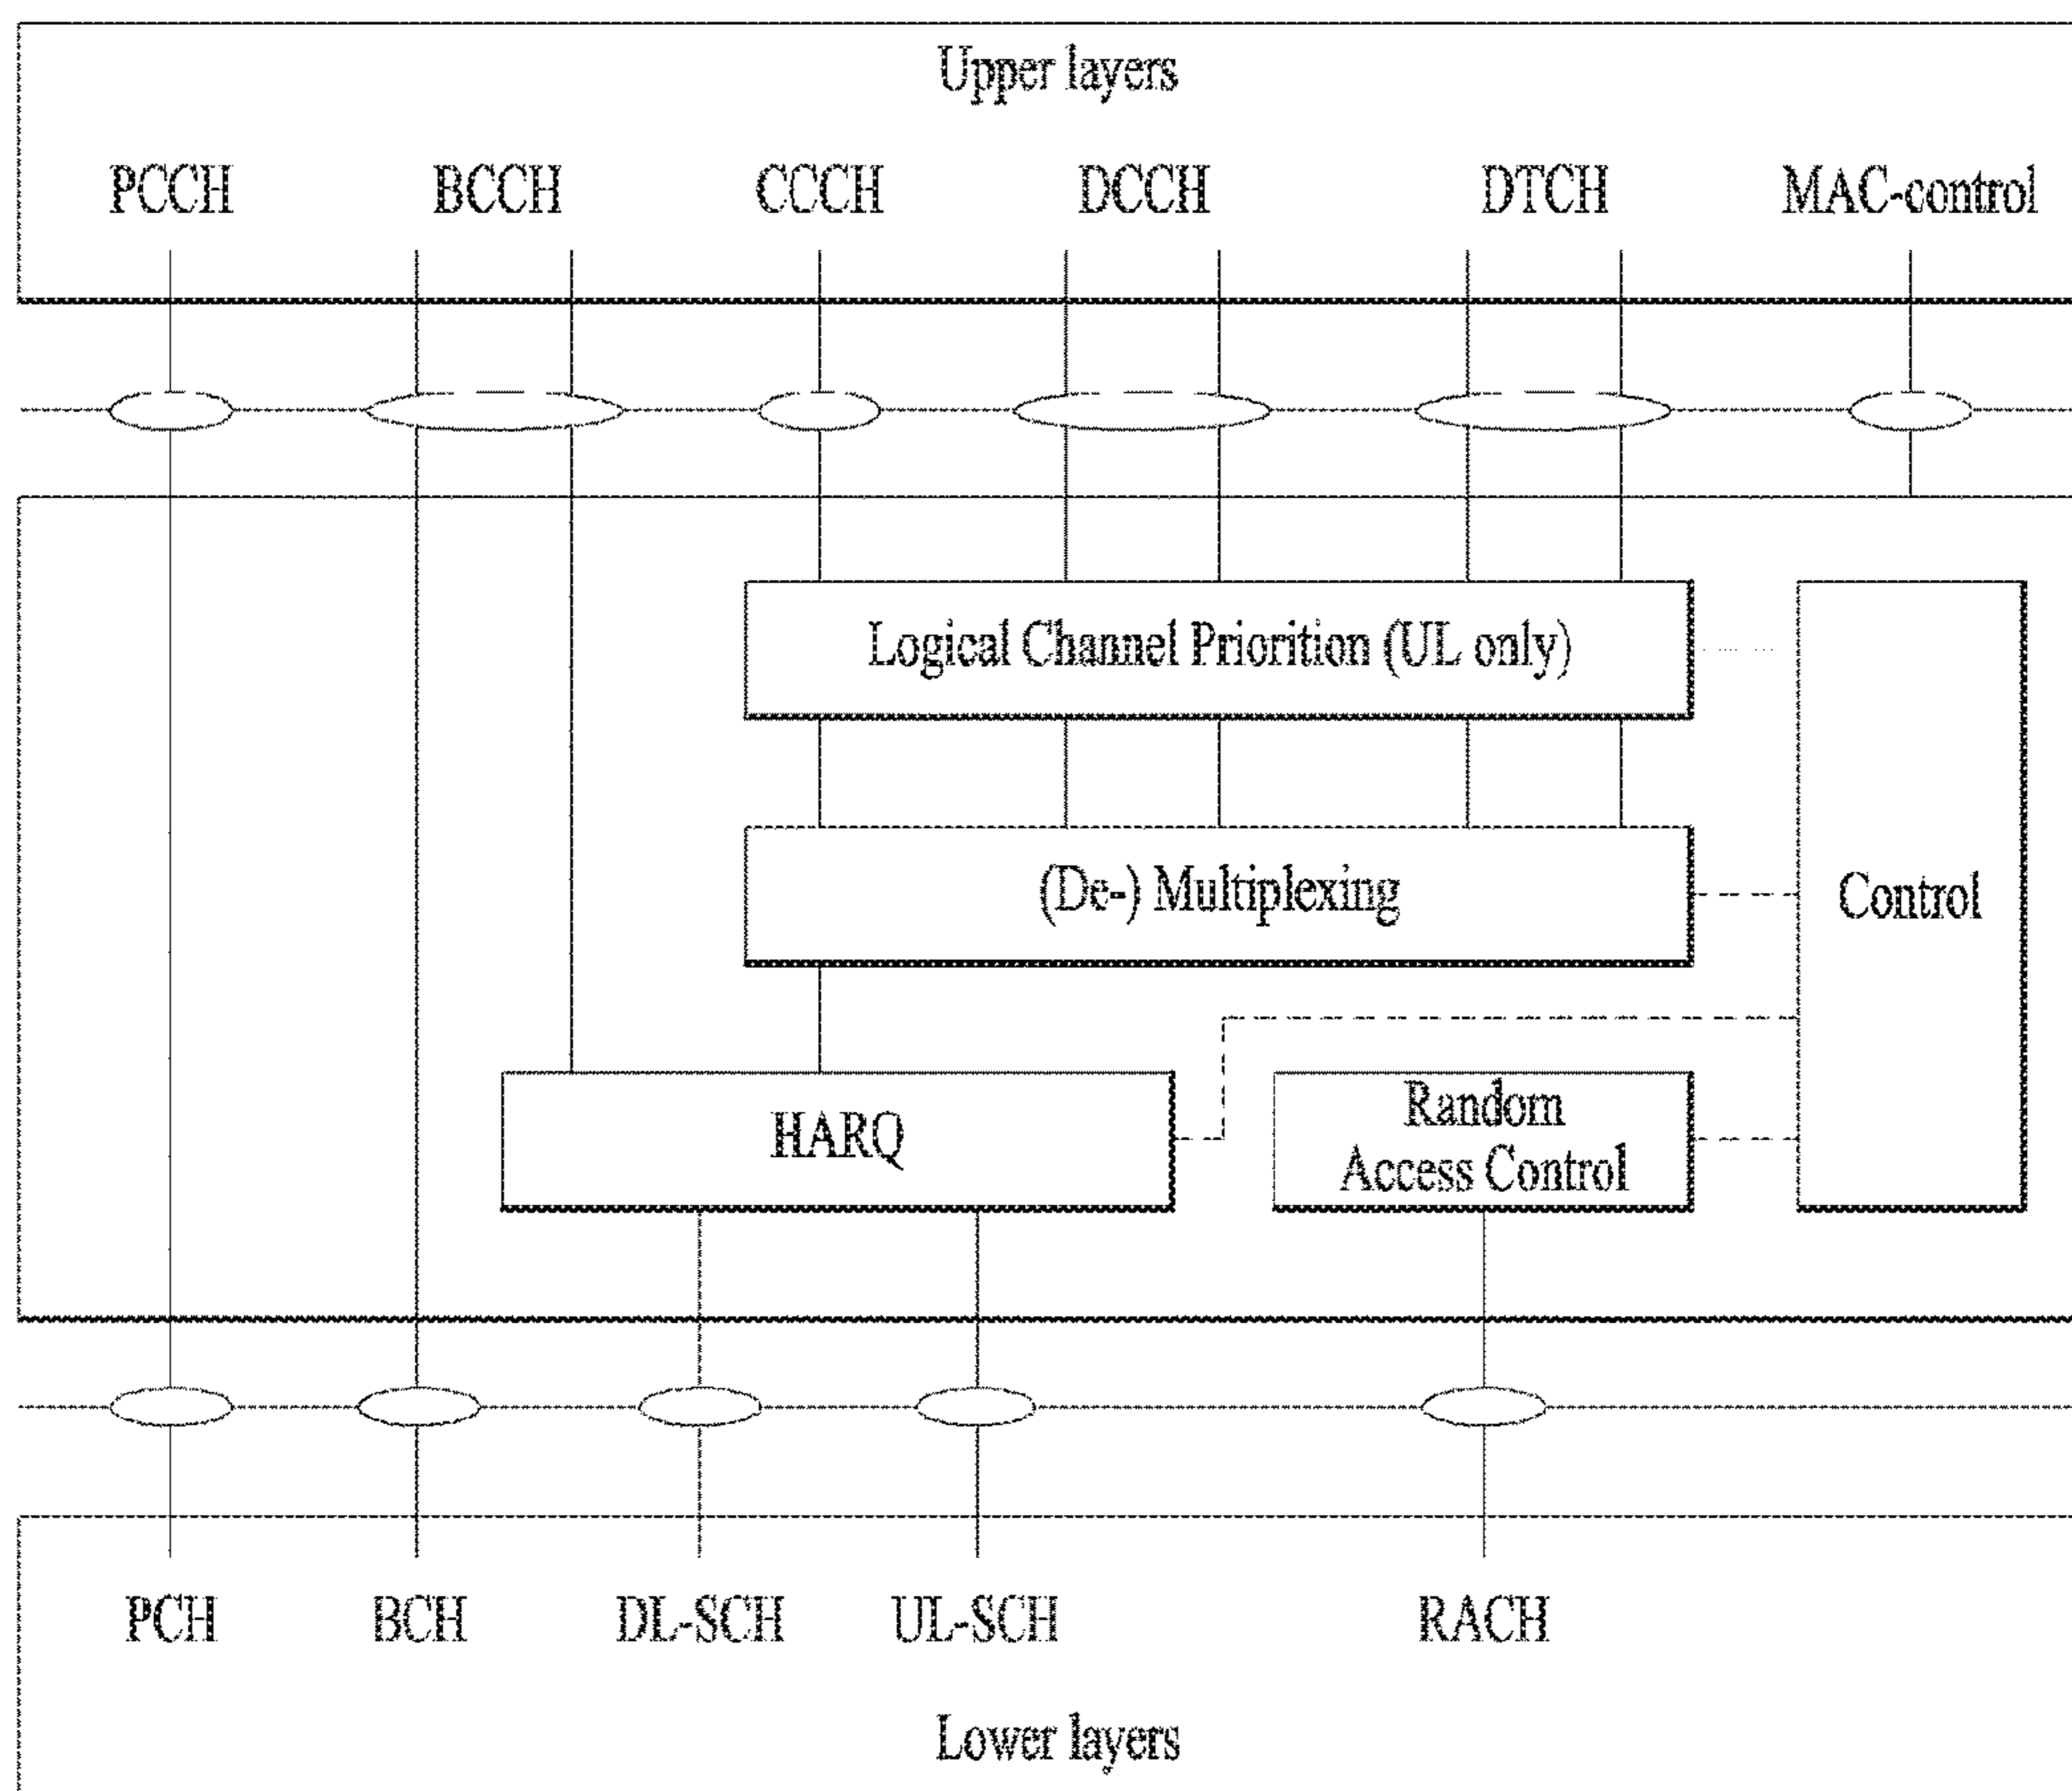 Upper layers
PCCH BCCH CCCH DCCH DTCH MAC-control
Logical Channel Priorition (UL only)
(De-) Multiplexing
Control
HARQ
Random
Access Control
PCH BCH DL-SCH UL-SCH RACH
Lower layers